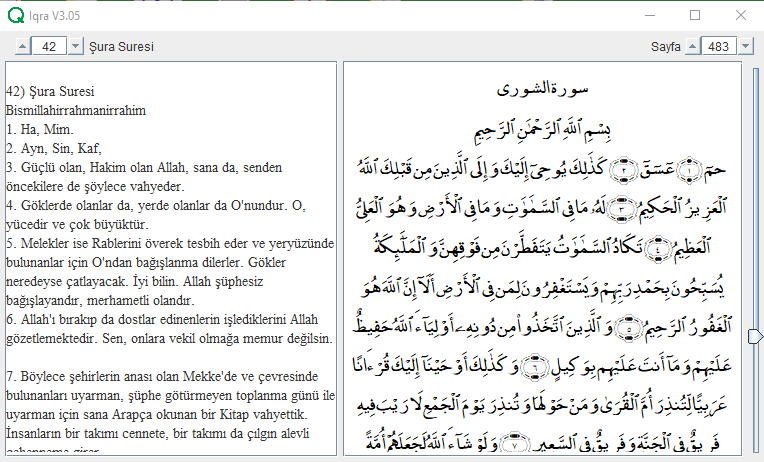 Iqra V3.05
42 Şura Suresi
Sayfa 483
42) Şura Suresi
Bismillahirrahmanirrahim
1. Ha, Mim.
2. Ayn, Sin, Kaf,
3. Güçlü olan, Hakim olan Allah, sana da, senden
öncekilere de şöylece vahyeder.
4. Göklerde olanlar da, yerde olanlar da O'nundur. O,
yücedir ve çok büyüktür.
5. Melekler ise Rablerini överek tesbih eder ve yeryüzünde
bulunanlar için O'ndan bağışlanma dilerler. Gökler
neredeyse çatlayacak. İyi bilin. Allah şüphesiz
bağışlayandır, merhametli olandır.
6. Allah'ı bırakıp da dostlar edinenlerin işlediklerini Allah
gözetlemektedir. Sen, onlara vekil olmağa memur değilsin.
7. Böylece şehirlerin anası olan Mekke'de ve çevresinde
bulunanları uyarman, şüphe götürmeyen toplanma günü ile
uyarman için sana Arapça okunan bir Kitap vahyettik.
İnsanların bir takımı cennete, bir takımı da çılgın alevli
cehenneme girer.
سورة الشورى
بِسْمِ ٱللَّهِ ٱلرَّحْمَٰنِ ٱلرَّحِيمِ
حمٓ ١ عٓسٓقٓ ٢ كَذَٰلِكَ يُوحِىٓ إِلَيْكَ وَإِلَى ٱلَّذِينَ مِن قَبْلِكَ ٱللَّهُ
ٱلْعَزِيزُ ٱلْحَكِيمُ ٣ لَهُۥ مَا فِى ٱلسَّمَٰوَٰتِ وَمَا فِى ٱلْأَرْضِ وَهُوَ ٱلْعَلِىُّ
ٱلْعَظِيمُ ٤ تَكَادُ ٱلسَّمَٰوَٰتُ يَتَفَطَّرْنَ مِن فَوْقِهِنَّ وَٱلْمَلَٰٓئِكَةُ
يُسَبِّحُونَ بِحَمْدِ رَبِّهِمْ وَيَسْتَغْفِرُونَ لِمَن فِى ٱلْأَرْضِ أَلَآ إِنَّ ٱللَّهَ هُوَ
ٱلْغَفُورُ ٱلرَّحِيمُ ٥ وَٱلَّذِينَ ٱتَّخَذُوا۟ مِن دُونِهِۦٓ أَوْلِيَآءَ ٱللَّهُ حَفِيظٌ
عَلَيْهِمْ وَمَآ أَنتَ عَلَيْهِم بِوَكِيلٍ ٦ وَكَذَٰلِكَ أَوْحَيْنَآ إِلَيْكَ قُرْءَانًا
عَرَبِيًّا لِّتُنذِرَ أُمَّ ٱلْقُرَىٰ وَمَنْ حَوْلَهَا وَتُنذِرَ يَوْمَ ٱلْجَمْعِ لَا رَيْبَ فِيهِ
فَرِيقٌ فِى ٱلْجَنَّةِ وَفَرِيقٌ فِى ٱلسَّعِيرِ ٧ وَلَوْ شَآءَ ٱللَّهُ لَجَعَلَهُمْ أُمَّةً